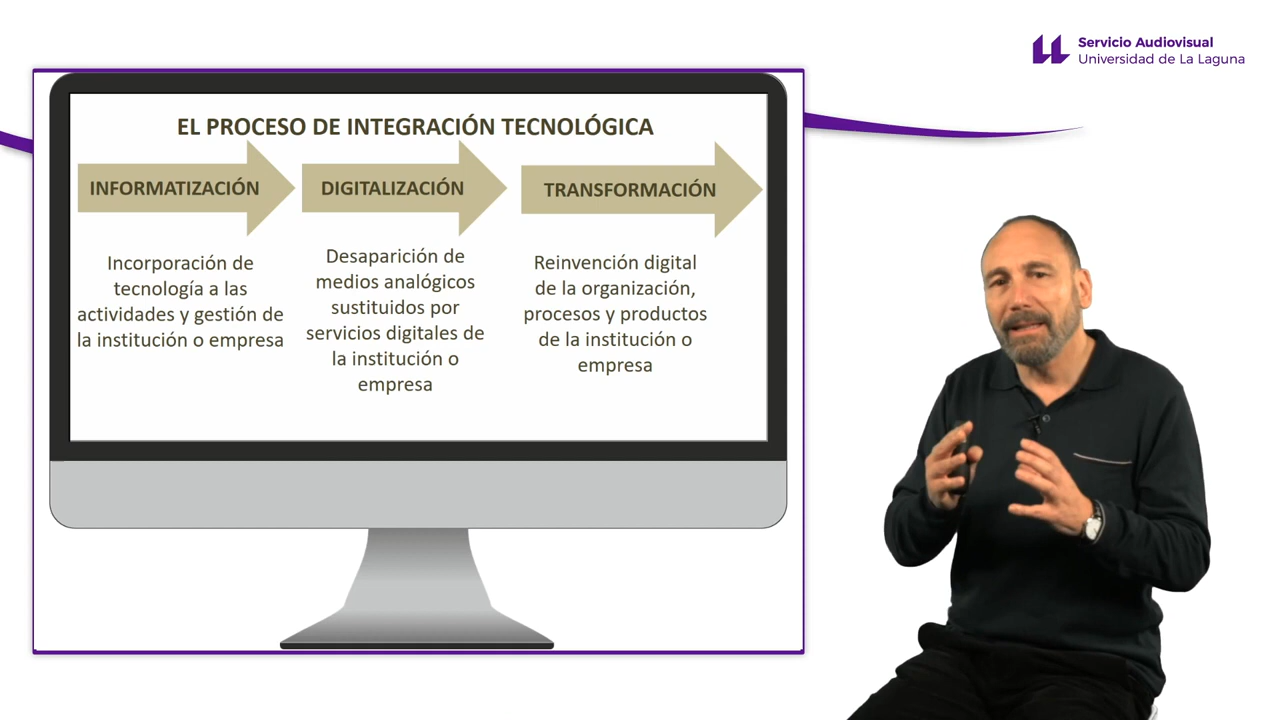 Servicio Audiovisual
Universidad de La Laguna
EL PROCESO DE INTEGRACIÓN TECNOLÓGICA
INFORMATIZACIÓN
DIGITALIZACIÓN
TRANSFORMACIÓN
Incorporación de
tecnología a las
actividades y gestión de
la institución o empresa
Desaparición de
medios analógicos
sustituidos por
servicios digitales de
la institución o
empresa
Reinvención digital
de la organización,
procesos y productos
de la institución o
empresa